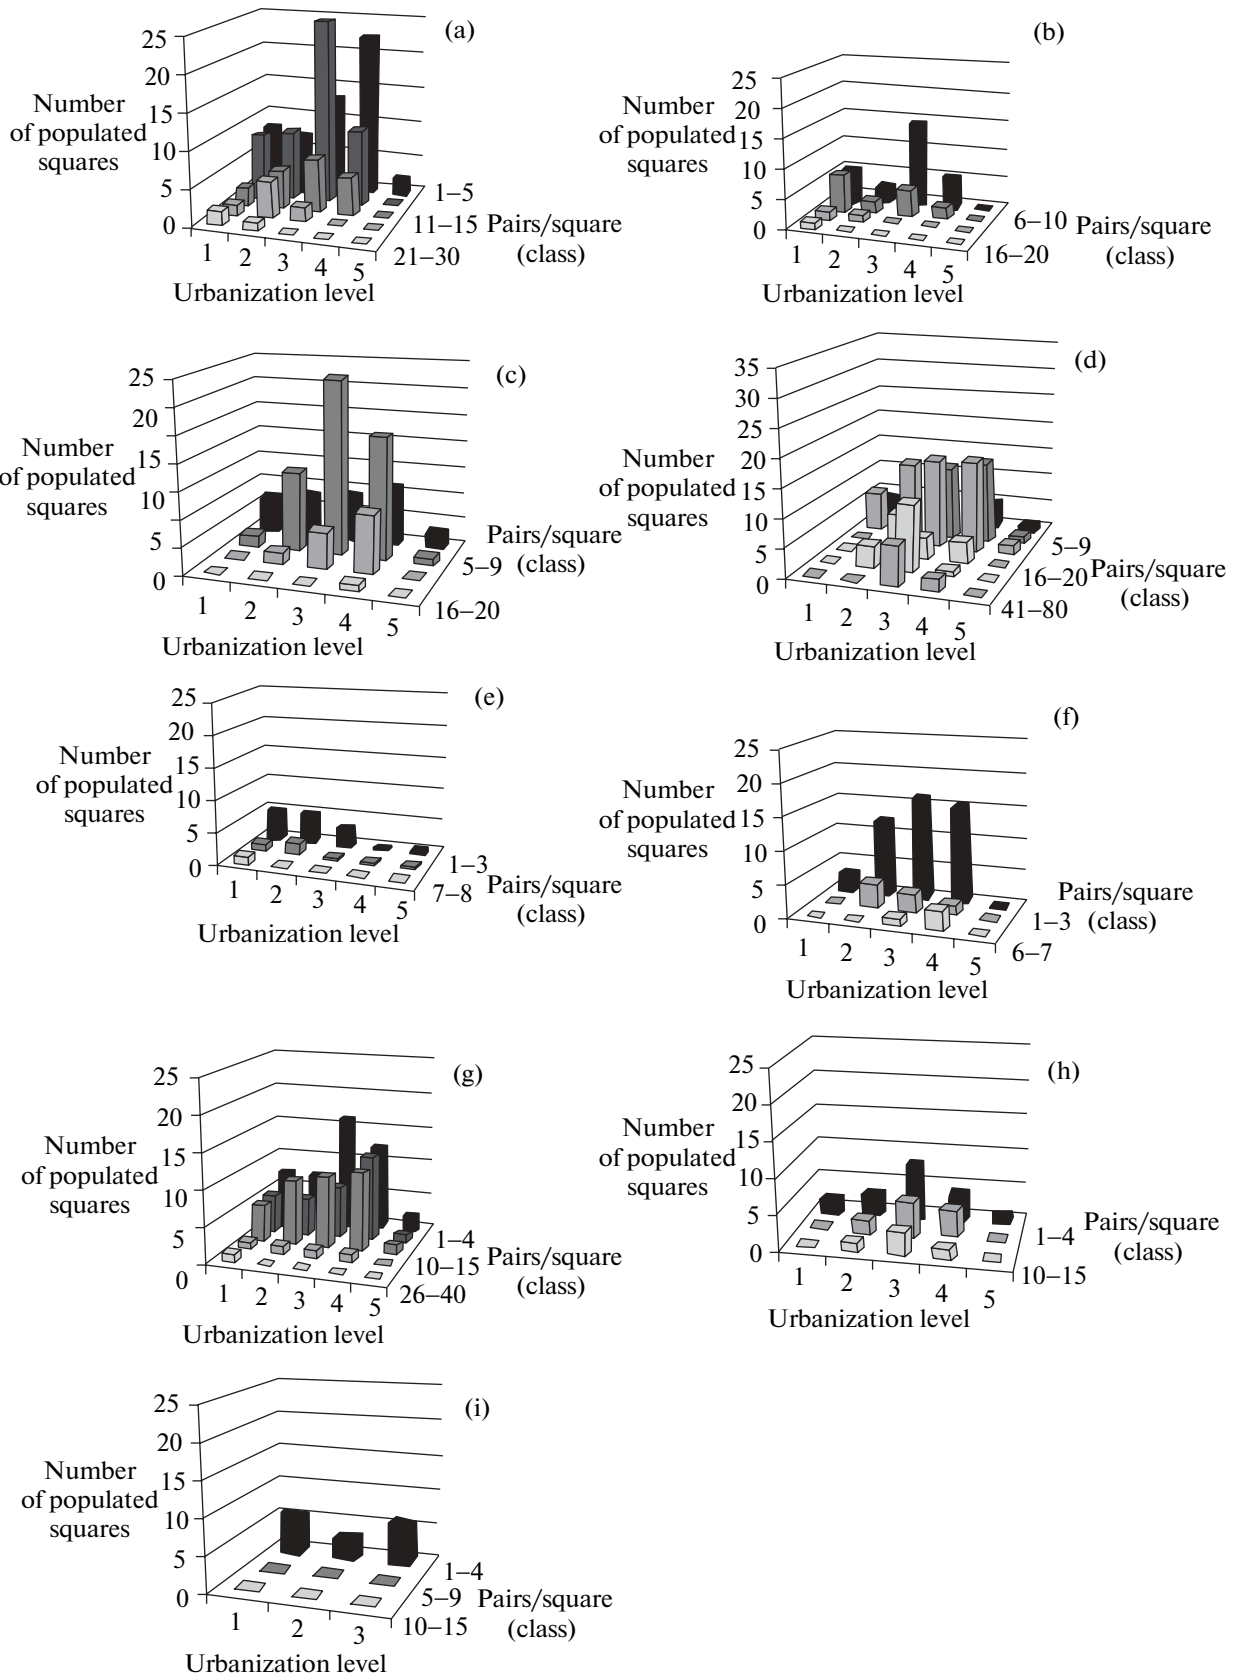 (a)
25
20
15
10
5
0
Number
of populated
squares
1 2 3 4 5
Urbanization level
1–5
11–15
21–30
Pairs/square
(class)
(b)
25
20
15
10
5
0
Number
of populated
squares
1 2 3 4 5
Urbanization level
6–10
16–20
Pairs/square
(class)
(c)
25
20
15
10
5
0
Number
of populated
squares
1 2 3 4 5
Urbanization level
Pairs/square
(class)
5–9
16–20
(d)
35
30
25
20
15
10
5
0
Number
of populated
squares
1 2 3 4 5
Urbanization level
5–9
16–20
41–80
Pairs/square
(class)
(e)
25
20
15
10
5
0
Number
of populated
squares
1 2 3 4 5
Urbanization level
1–3
7–8
Pairs/square
(class)
(f)
25
20
15
10
5
0
Number
of populated
squares
1 2 3 4 5
Urbanization level
Pairs/square
(class)
1–3
6–7
(g)
25
20
15
10
5
0
Number
of populated
squares
1 2 3 4 5
Urbanization level
1–4
10–15
26–40
Pairs/square
(class)
(h)
25
20
15
10
5
0
Number
of populated
squares
1 2 3 4 5
Urbanization level
1–4
10–15
Pairs/square
(class)
(i)
25
20
15
10
5
0
Number
of populated
squares
1 2 3
Urbanization level
1–4
5–9
10–15
Pairs/square
(class)